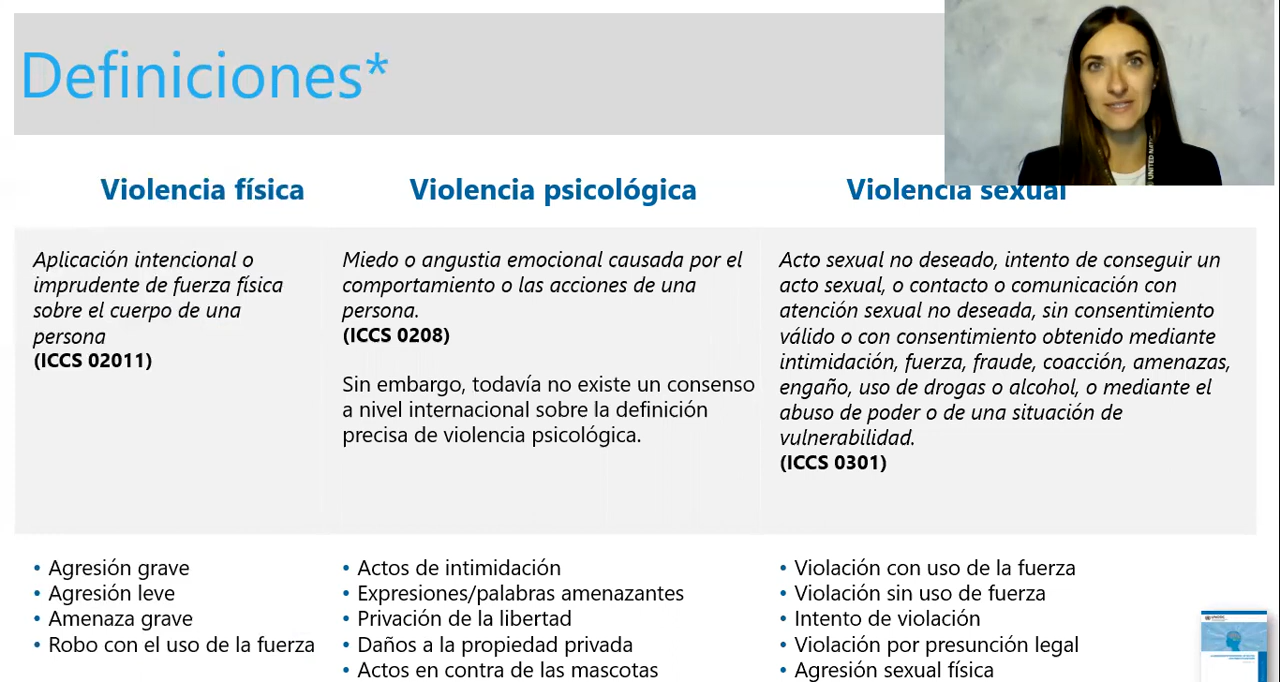 Definiciones*
UNITED NAT
Violencia física
Violencia psicológica
Violencia sexual
Aplicación intencional o
imprudente de fuerza física
sobre el cuerpo de una
persona
(ICCS 02011)
Miedo o angustia emocional causada por el
comportamiento o las acciones de una
persona.
(ICCS 0208)
Sin embargo, todavía no existe un consenso
a nivel internacional sobre la definición
precisa de violencia psicológica.
Acto sexual no deseado, intento de conseguir un
acto sexual, o contacto o comunicación con
atención sexual no deseada, sin consentimiento
válido o con consentimiento obtenido mediante
intimidación, fuerza, fraude, coacción, amenazas,
engaño, uso de drogas o alcohol, o mediante el
abuso de poder o de una situación de
vulnerabilidad.
(ICCS 0301)
• Agresión grave
• Agresión leve
• Amenaza grave
• Robo con el uso de la fuerza
• Actos de intimidación
• Expresiones/palabras amenazantes
• Privación de la libertad
• Daños a la propiedad privada
• Actos en contra de las mascotas
• Violación con uso de la fuerza
• Violación sin uso de fuerza
• Intento de violación
• Violación por presunción legal
• Agresión sexual física